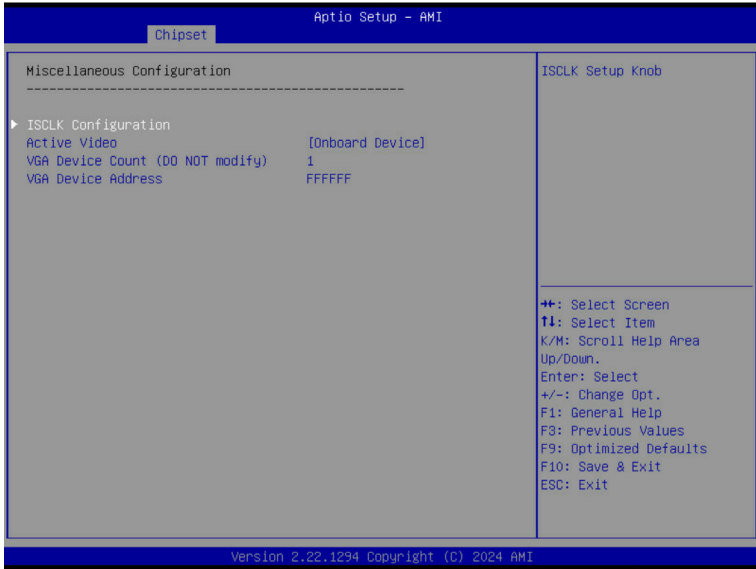 Aptio Setup – AMI
Chipset
Miscellaneous Configuration
--------------------------------------------------
ISCLK Configuration
Active Video [Onboard Device]
VGA Device Count (DO NOT modify) 1
VGA Device Address FFFFFF
ISCLK Setup Knob
→←: Select Screen
↑↓: Select Item
K/M: Scroll Help Area
Up/Down.
Enter: Select
+/-: Change Opt.
F1: General Help
F3: Previous Values
F9: Optimized Defaults
F10: Save & Exit
ESC: Exit
Version 2.22.1294 Copyright (C) 2024 AMI